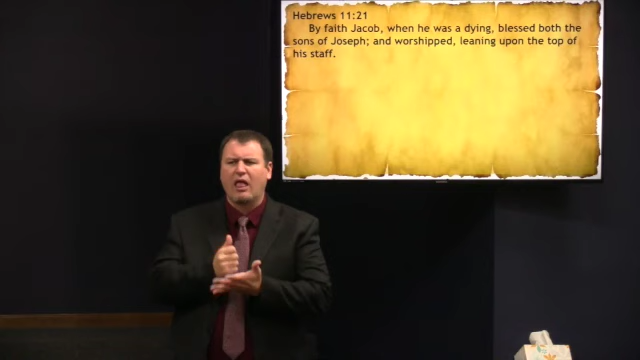 Hebrews 11:21
By faith Jacob, when he was a dying, blessed both the
sons of Joseph; and worshipped, leaning upon the top of
his staff.